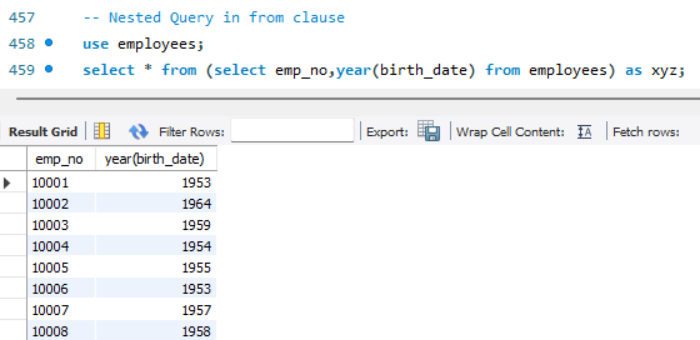 457 -- Nested Query in from clause
458 use employees;
459 select * from (select emp_no,year(birth_date) from employees) as xyz;
Result Grid Filter Rows: Export: Wrap Cell Content: Fetch rows:
emp_no year(birth_date)
10001 1953
10002 1964
10003 1959
10004 1954
10005 1955
10006 1953
10007 1957
10008 1958